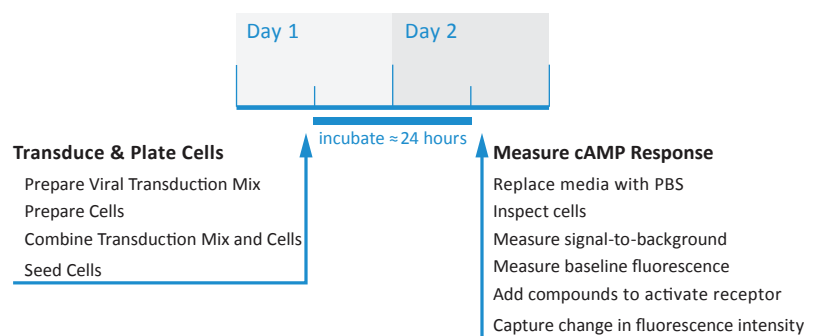 Day 1
Day 2
incubate ≈ 24 hours
Transduce & Plate Cells
Prepare Viral Transduction Mix
Prepare Cells
Combine Transduction Mix and Cells
Seed Cells
Measure cAMP Response
Replace media with PBS
Inspect cells
Measure signal-to-background
Measure baseline fluorescence
Add compounds to activate receptor
Capture change in fluorescence intensity